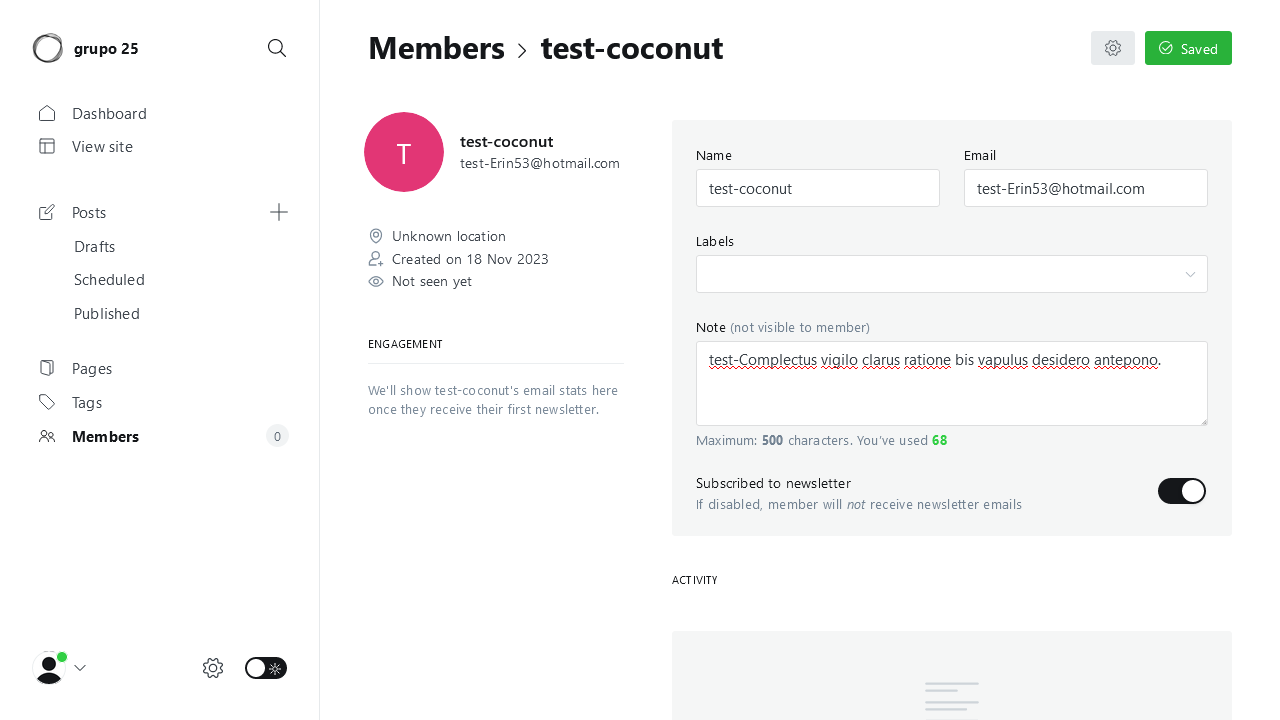 grupo 25
Dashboard
View site
Posts
Drafts
Scheduled
Published
Pages
Tags
Members
0
Members
test-coconut
Saved
T
test-coconut
test-Erin53@hotmail.com
Unknown location
Created on 18 Nov 2023
Not seen yet
ENGAGEMENT
We'll show test-coconut's email stats here
once they receive their first newsletter.
Name
Email
test-coconut
test-Erin53@hotmail.com
Labels
Note (not visible to member)
test-Complectus vigilo clarus ratione bis vapulus desidero antepono.
Maximum: 500 characters. You've used 68
Subscribed to newsletter
If disabled, member will not receive newsletter emails
ACTIVITY